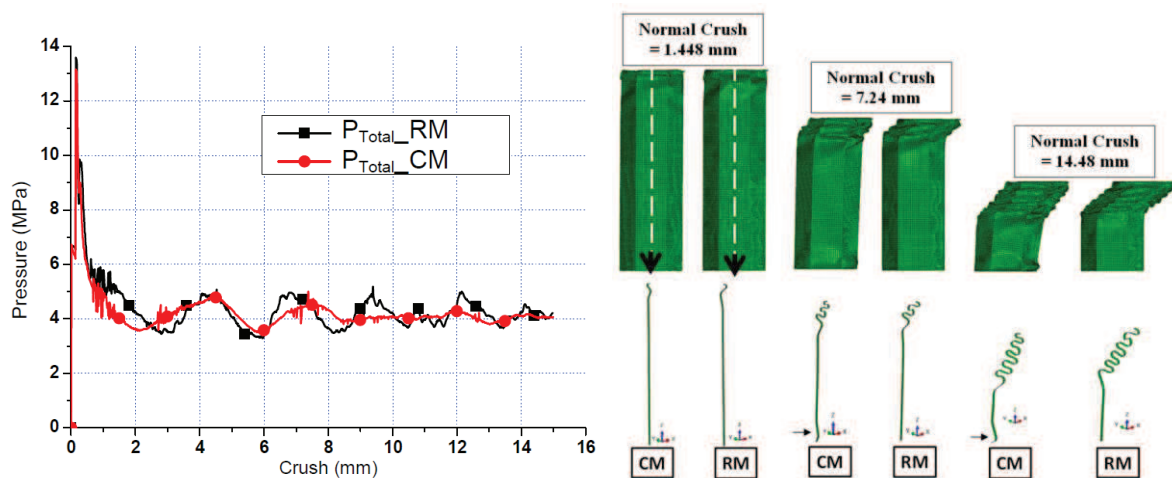 14
12
10
8
6
4
2
0
Pressure (MPa)
0
2
4
6
8
10
12
14
16
Crush (mm)
P_Total_RM
P_Total_CM
Normal Crush
= 1.448 mm
Normal Crush
= 7.24 mm
Normal Crush
= 14.48 mm
CM
RM
CM
RM
CM
RM